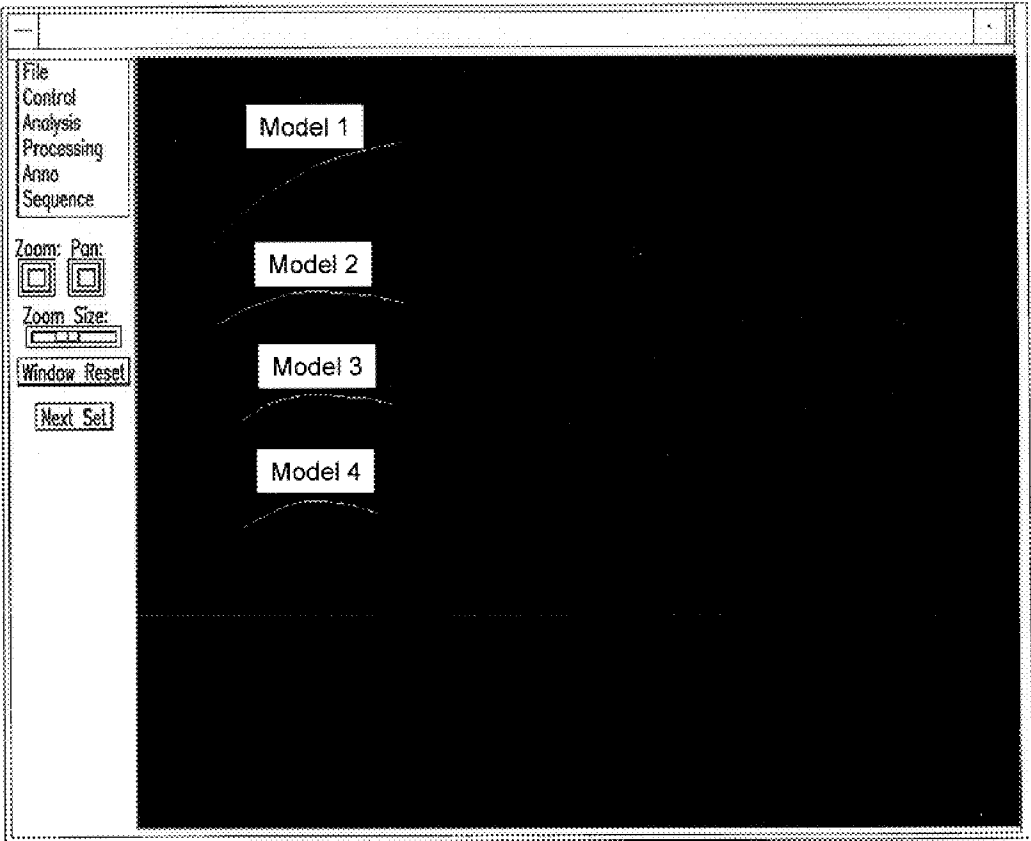 File
Control
Analysis
Processing
Anno
Sequence
Zoom: Pan:
Zoom Size:
Window Reset
Next Set
Model 1
Model 2
Model 3
Model 4